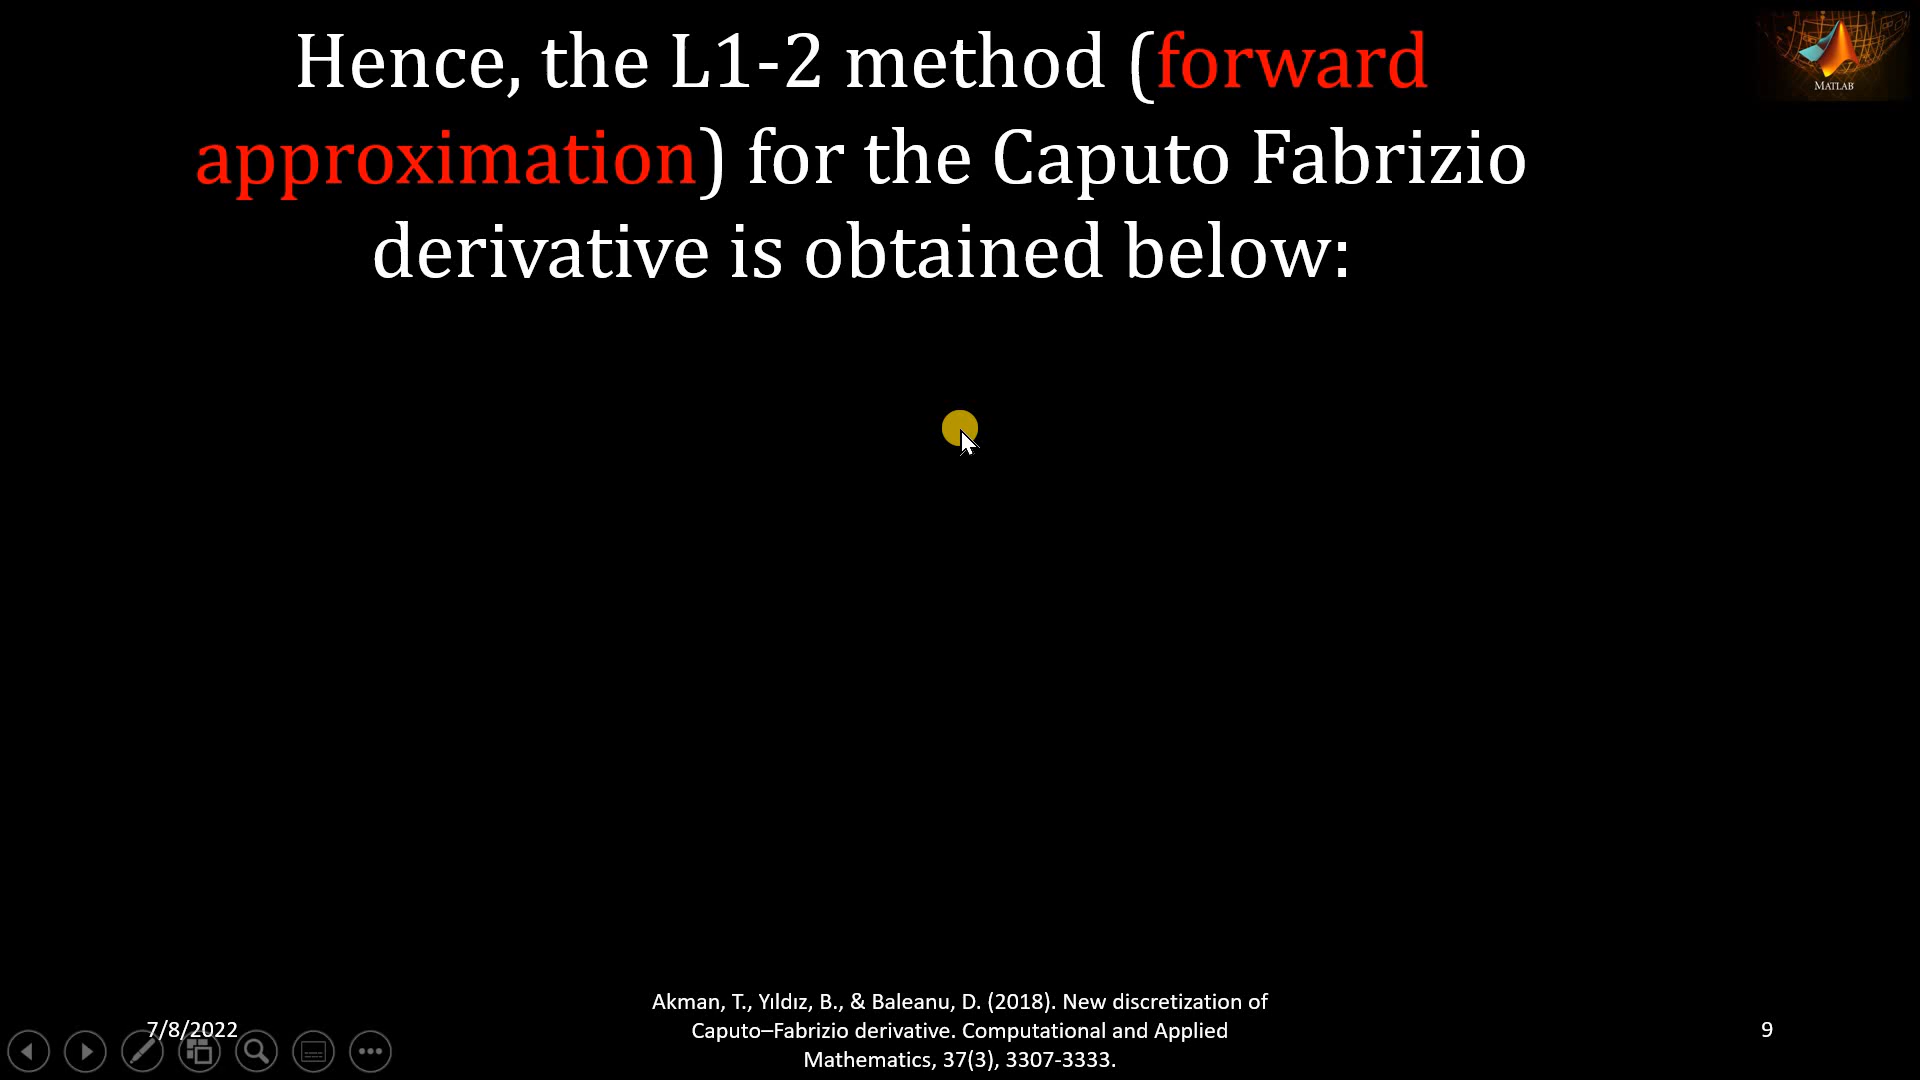 Hence, the L1-2 method (forward
approximation) for the Caputo Fabrizio
derivative is obtained below:
MATLAB
Akman, T., Yıldız, B., & Baleanu, D. (2018). New discretization of
Caputo–Fabrizio derivative. Computational and Applied
Mathematics, 37(3), 3307-3333.
7/8/2022
9